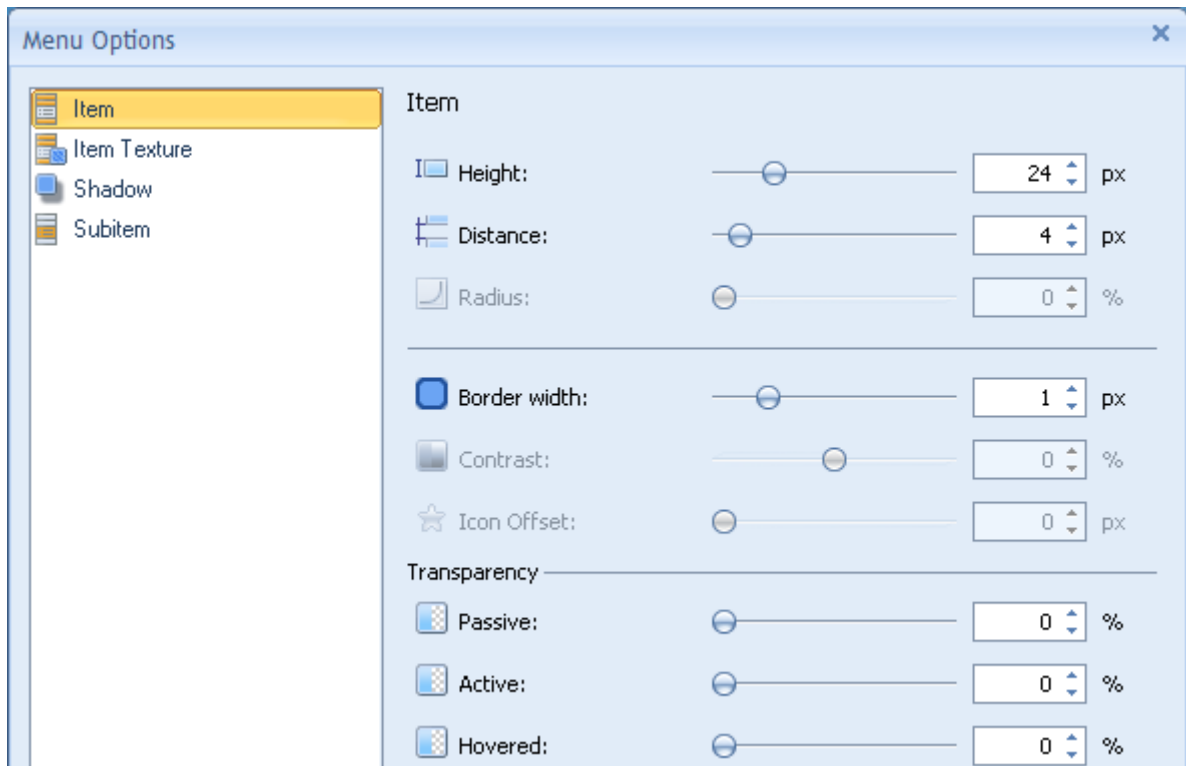 Menu Options
Item
Item Texture
Shadow
Subitem
Item
Height: 24 px
Distance: 4 px
Radius: 0 %
Border width: 1 px
Contrast: 0 %
Icon Offset: 0 px
Transparency
Passive: 0 %
Active: 0 %
Hovered: 0 %